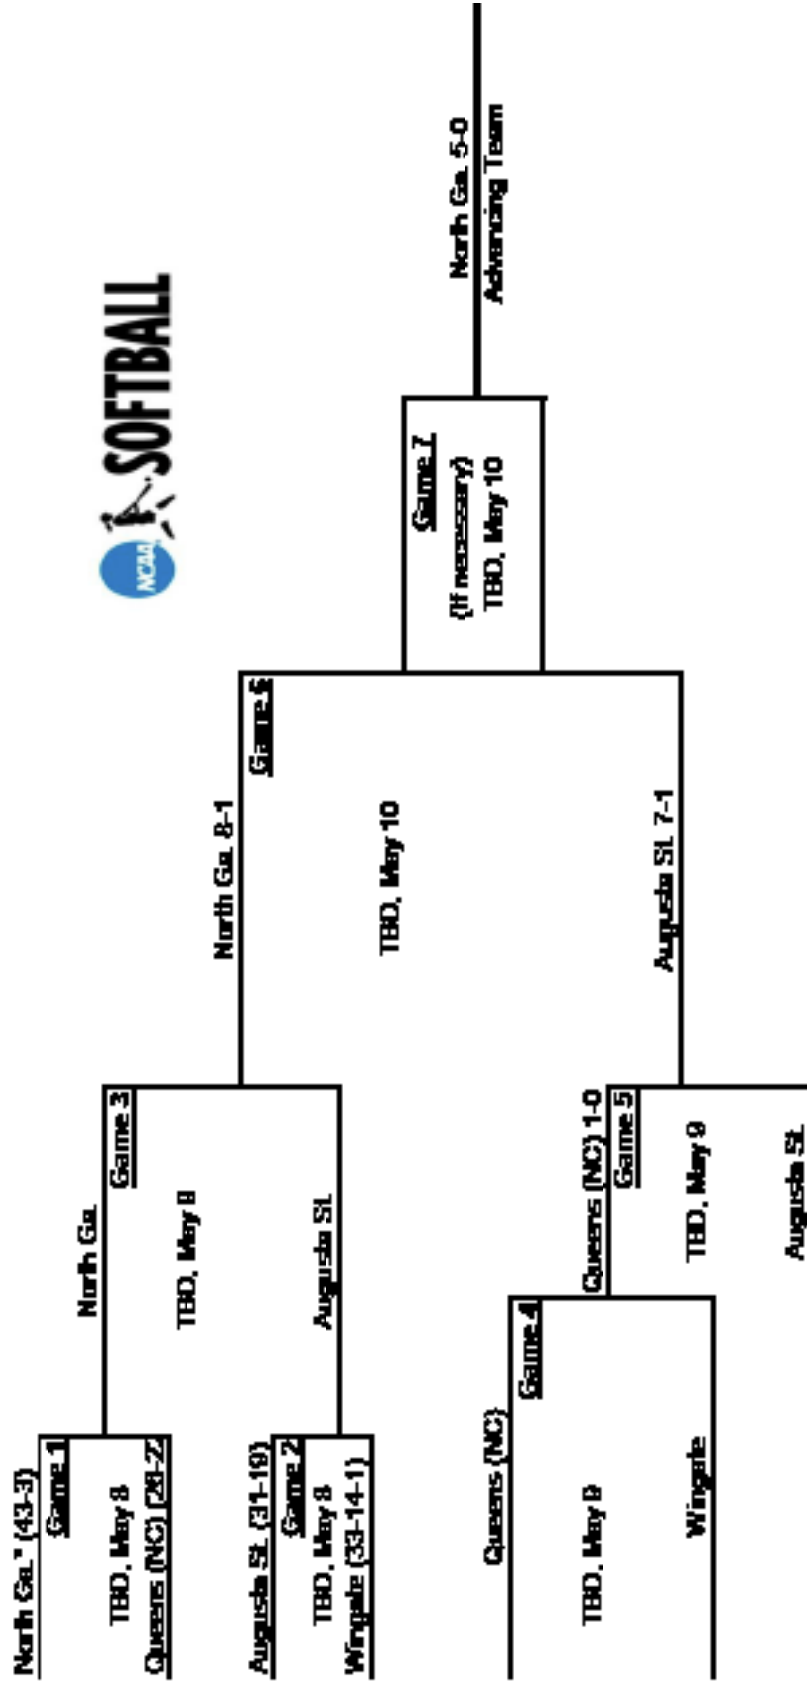 NCAA SOFTBALL
North Ga.* (43-3)
Game 1
TBD, May 8
Queens (NC) (28-22
North Ga.
Augusta St. (31-19)
Game 2
TBD, May 8
Wingate (33-14-1)
Augusta St.
Game 3
TBD, May 8
North Ga. 8-1
Queens (NC)
Game 4
TBD, May 9
Wingate
Queens (NC) 1-0
Game 5
TBD, May 9
Augusta St.
Augusta St. 7-1
Game 6
TBD, May 10
Game 7
(If necessary)
TBD, May 10
North Ga. 5-0
Advancing Team